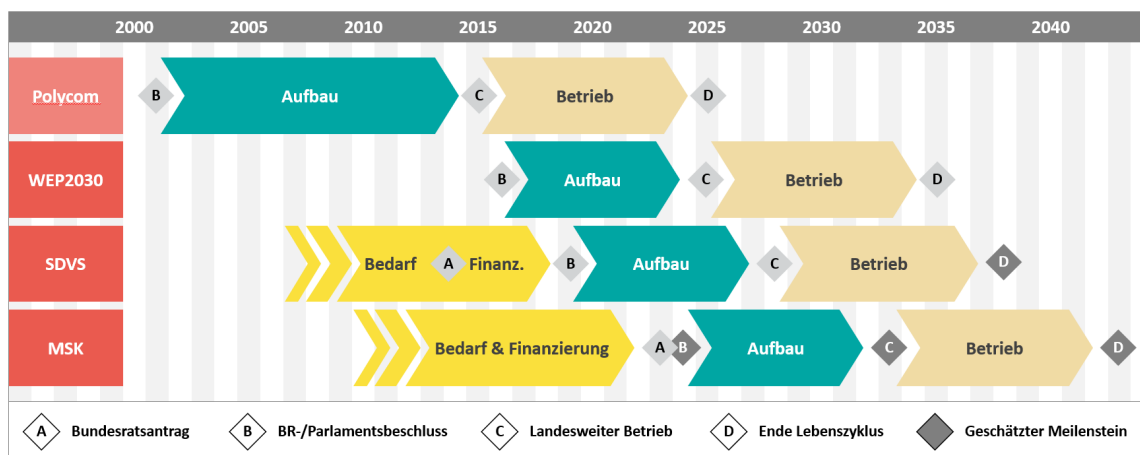 2000 2005 2010 2015 2020 2025 2030 2035 2040
Polycom B Aufbau C Betrieb D
WEP2030 B Aufbau C Betrieb D
SDVS Bedarf A Finanz. B Aufbau C Betrieb D
MSK Bedarf & Finanzierung A B Aufbau C Betrieb D
A Bundesratsantrag B BR-/Parlamentsbeschluss C Landesweiter Betrieb D Ende Lebenszyklus Geschätzter Meilenstein